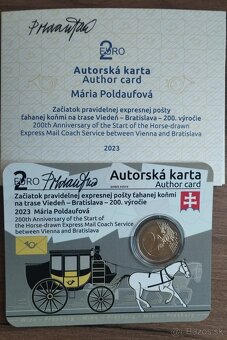 2
EURO
Autorská karta
Author card
Mária Poldaufová
Začiatok pravidelnej expresnej pošty
ťahanej koňmi
na trase Viedeň - Bratislava - 200. výročie
200th Anniversary of the Start of the Horse-drawn
Express Mail Coach Service between Vienna and Bratislava
2023
2
EURO
Autorská karta
Author card
Začiatok pravidelnej expresnej pošty ťahanej koňmi
na trase Viedeň – Bratislava – 200. výročie
2023 Mária Poldaufová
200th Anniversary of the Start of
the Horse-drawn Express Mail Coach Service
between Vienna and Bratislava
bazos.sk